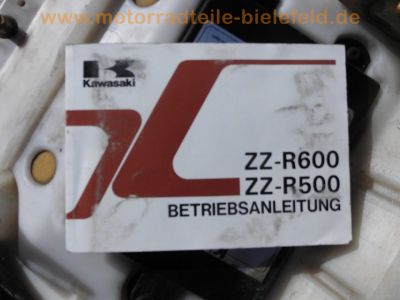 www.motorradteile-bielefeld.de
Kawasaki
ZZ-R600
ZZ-R500
BETRIEBSANLEITUNG